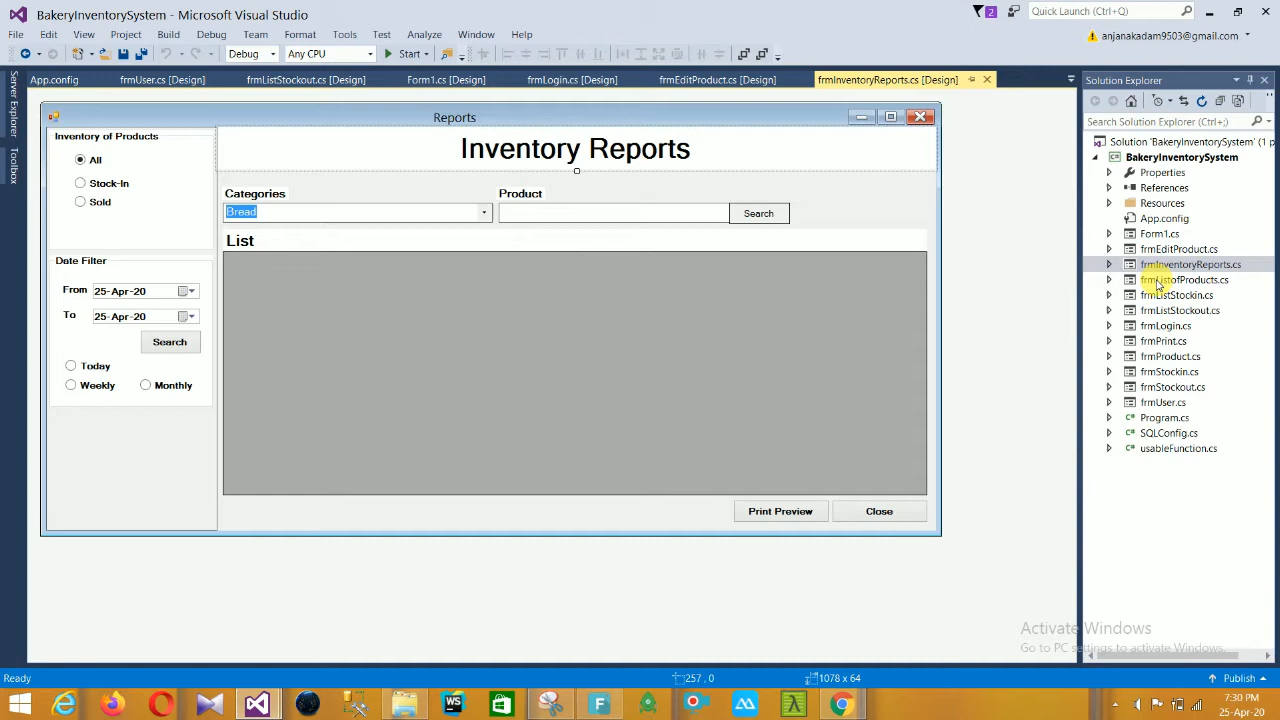 BakeryInventorySystem - Microsoft Visual Studio
2
Quick Launch (Ctrl+Q)
File Edit View Project Build Debug Team Format Tools Test Analyze Window Help
anjanakadam9503@gmail.com
Debug Any CPU Start
App.config frmUser.cs [Design] frmListStockout.cs [Design] Form1.cs [Design] frmLogin.cs [Design] frmEditProduct.cs [Design] frmInventoryReports.cs [Design]
Server Explorer
Toolbox
Reports
Inventory of Products
All
Stock-In
Sold
Date Filter
From 25-Apr-20
To 25-Apr-20
Search
Today
Weekly Monthly
Inventory Reports
Categories Product
Bread Search
List
Print Preview Close
Solution Explorer
Search Solution Explorer (Ctrl+;)
Solution 'BakeryInventorySystem' (1 p
BakeryInventorySystem
Properties
References
Resources
App.config
Form1.cs
frmEditProduct.cs
frmInventoryReports.cs
frmListofProducts.cs
frmListStockin.cs
frmListStockout.cs
frmLogin.cs
frmPrint.cs
frmProduct.cs
frmStockin.cs
frmStockout.cs
frmUser.cs
Program.cs
SQLConfig.cs
usableFunction.cs
Activate Windows
Go to PC settings to activate Windows.
Ready 257 , 0 1078 x 64 Publish
WS F λ
7:30 PM
25-Apr-20